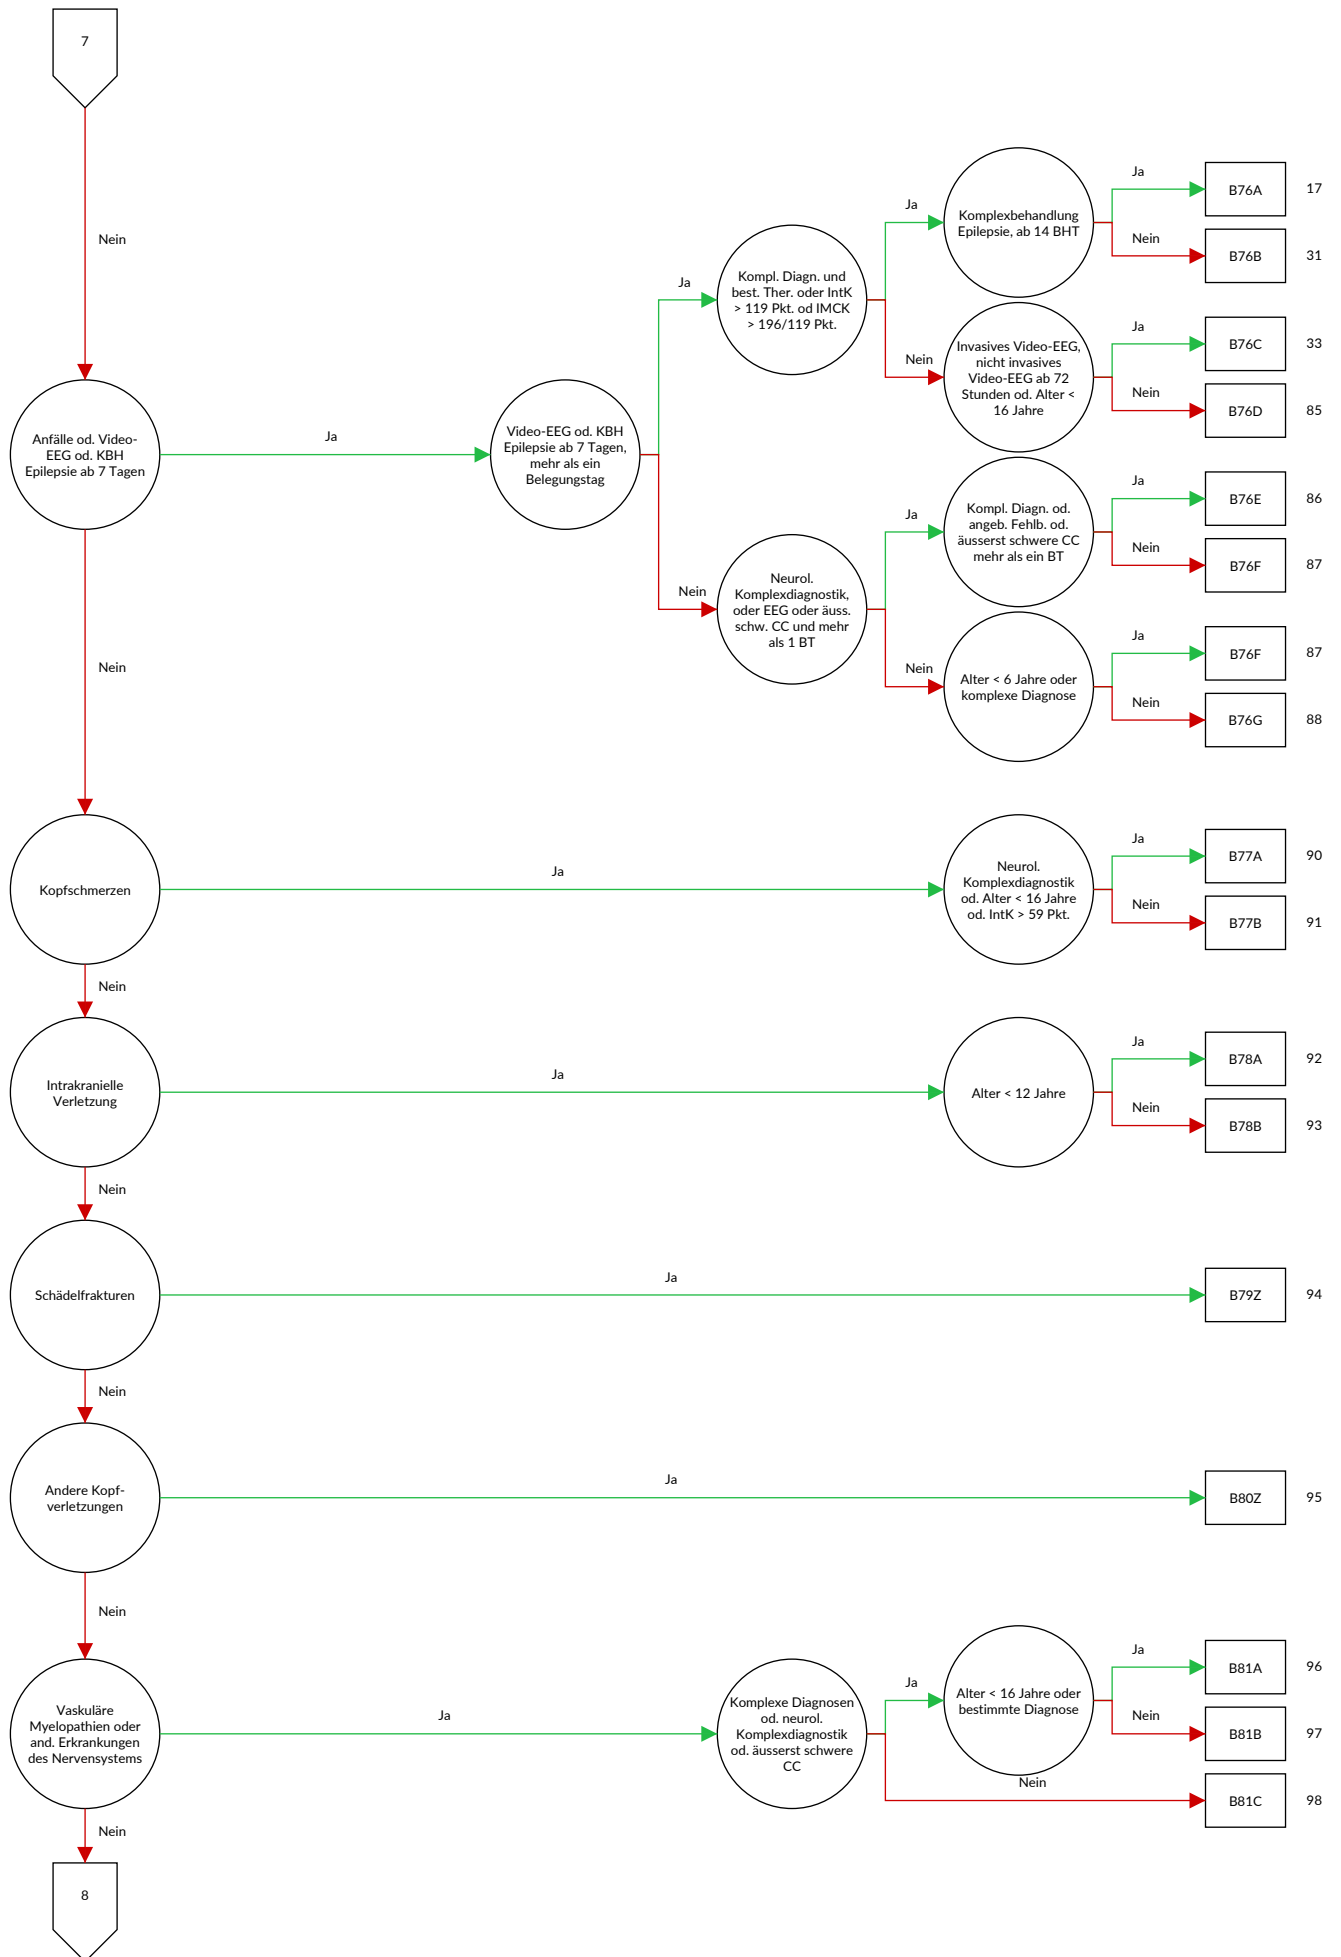 7
Nein
Anfälle od. Video-
EEG od. KBH
Epilepsie ab 7 Tagen
Ja
Video-EEG od. KBH
Epilepsie ab 7 Tagen,
mehr als ein
Belegungstag
Ja
Kompl. Diagn. und
best. Ther. oder IntK
> 119 Pkt. od IMCK
> 196/119 Pkt.
Ja
Komplexbehandlung
Epilepsie, ab 14 BHT
Ja
B76A
17
Nein
B76B
31
Nein
Invasives Video-EEG,
nicht invasives
Video-EEG ab 72
Stunden od. Alter <
16 Jahre
Ja
B76C
33
Nein
B76D
85
Nein
Neurol.
Komplexdiagnostik,
oder EEG oder äuss.
schw. CC und mehr
als 1 BT
Ja
Kompl. Diagn. od.
angeb. Fehlb. od.
äusserst schwere CC
mehr als ein BT
Ja
B76E
86
Nein
B76F
87
Nein
Alter < 6 Jahre oder
komplexe Diagnose
Ja
B76F
87
Nein
B76G
88
Nein
Kopfschmerzen
Ja
Neurol.
Komplexdiagnostik
od. Alter < 16 Jahre
od. IntK > 59 Pkt.
Ja
B77A
90
Nein
B77B
91
Nein
Intrakranielle
Verletzung
Ja
Alter < 12 Jahre
Ja
B78A
92
Nein
B78B
93
Nein
Schädelfrakturen
Ja
B79Z
94
Nein
Andere Kopf-
verletzungen
Ja
B80Z
95
Nein
Vaskuläre
Myelopathien oder
and. Erkrankungen
des Nervensystems
Ja
Komplexe Diagnosen
od. neurol.
Komplexdiagnostik
od. äusserst schwere
CC
Ja
Alter < 16 Jahre oder
bestimmte Diagnose
Ja
B81A
96
Nein
B81B
97
Nein
B81C
98
Nein
8